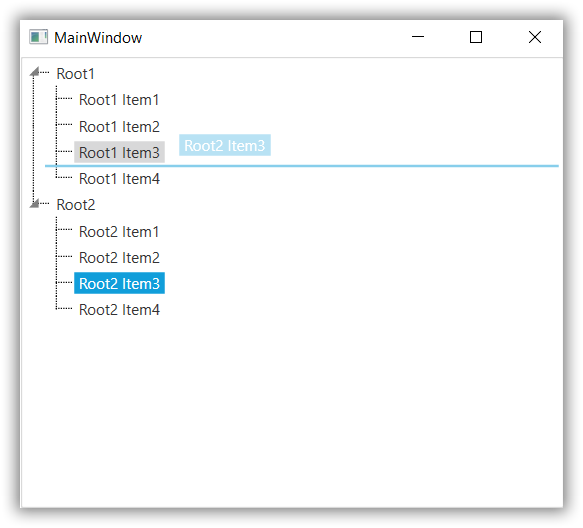 MainWindow
Root1
Root1 Item1
Root1 Item2
Root2 Item3
Root1 Item3
Root1 Item4
Root2
Root2 Item1
Root2 Item2
Root2 Item3
Root2 Item4